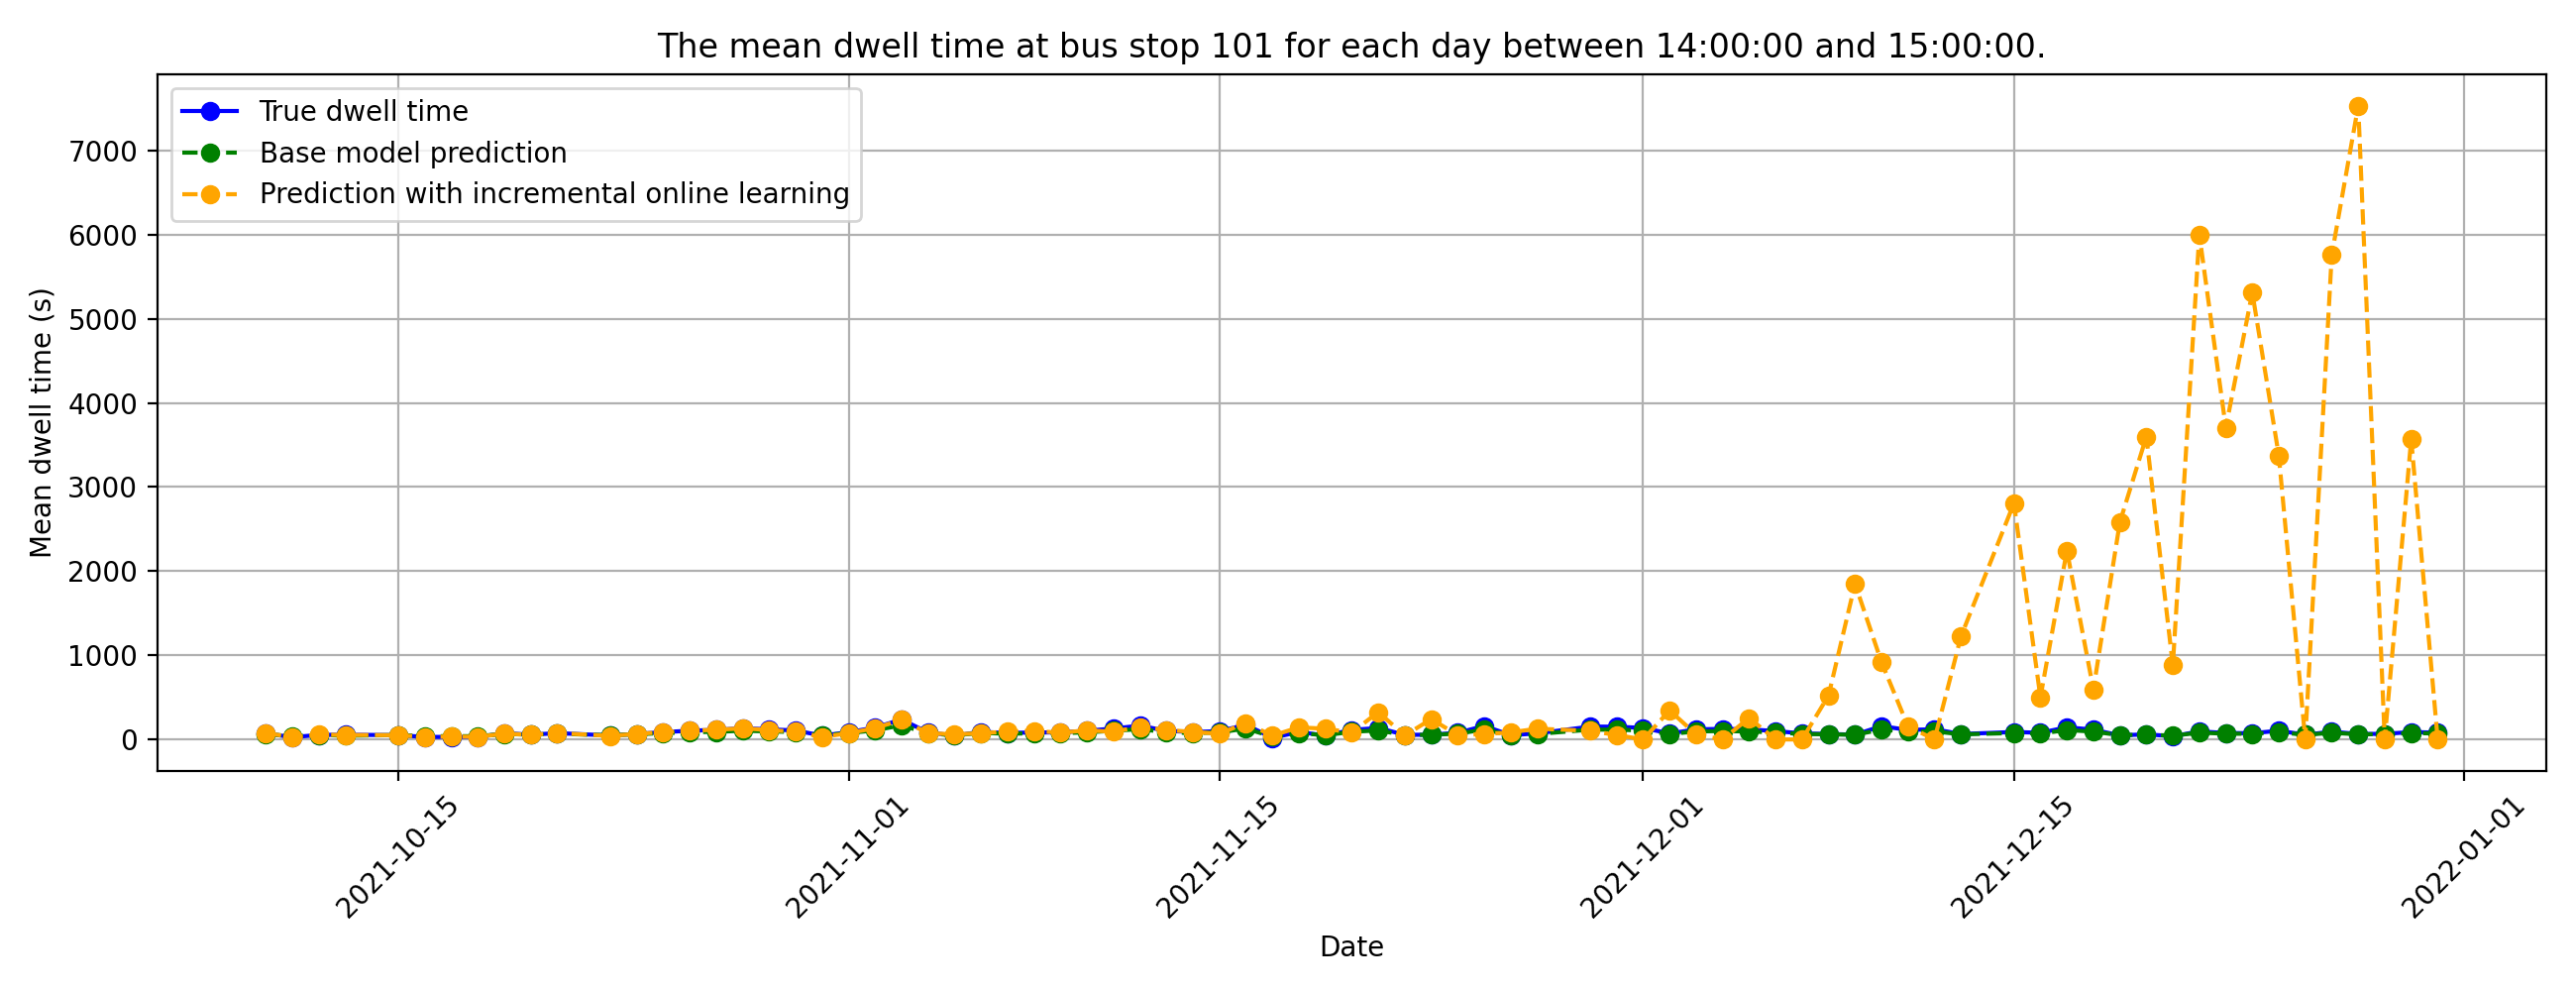 The mean dwell time at bus stop 101 for each day between 14:00:00 and 15:00:00.
True dwell time
Base model prediction
Prediction with incremental online learning
Mean dwell time (s)
7000
6000
5000
4000
3000
2000
1000
0
2021-10-15
2021-11-01
2021-11-15
2021-12-01
2021-12-15
2022-01-01
Date